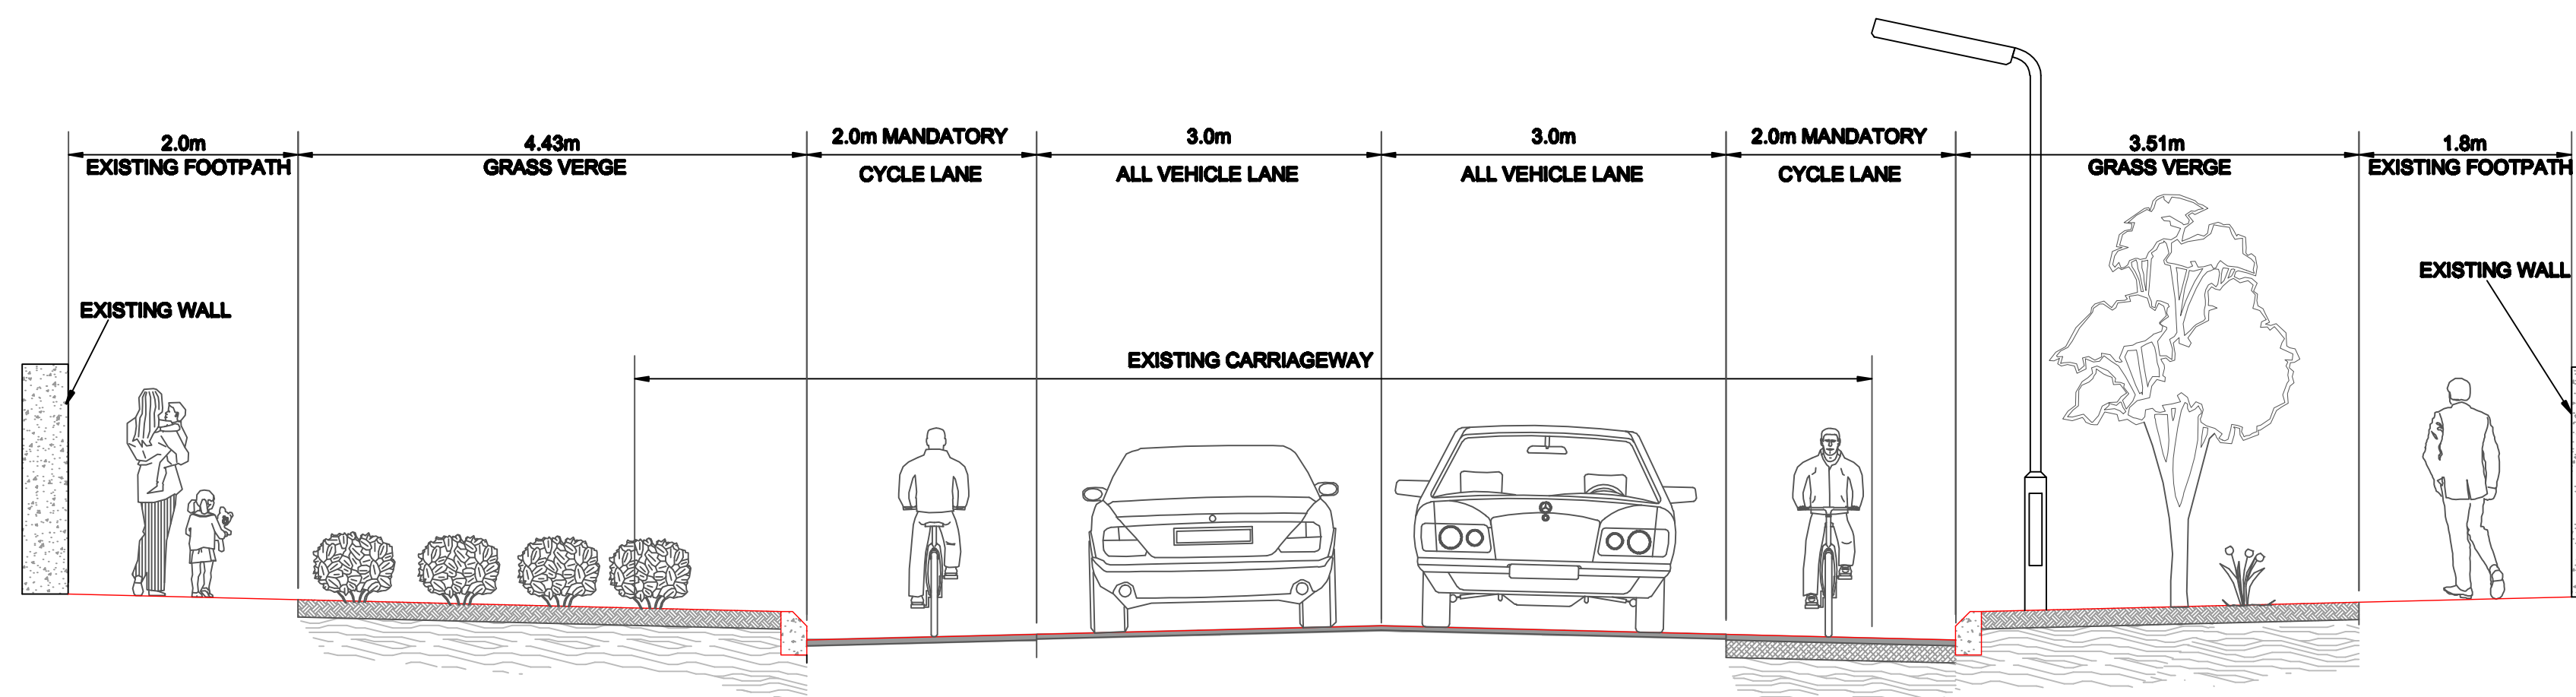 2.0m
EXISTING FOOTPATH
4.43m
GRASS VERGE
2.0m MANDATORY
CYCLE LANE
3.0m
ALL VEHICLE LANE
3.0m
ALL VEHICLE LANE
2.0m MANDATORY
CYCLE LANE
3.51m
GRASS VERGE
1.8m
EXISTING FOOTPATH
EXISTING WALL
EXISTING WALL
EXISTING CARRIAGEWAY